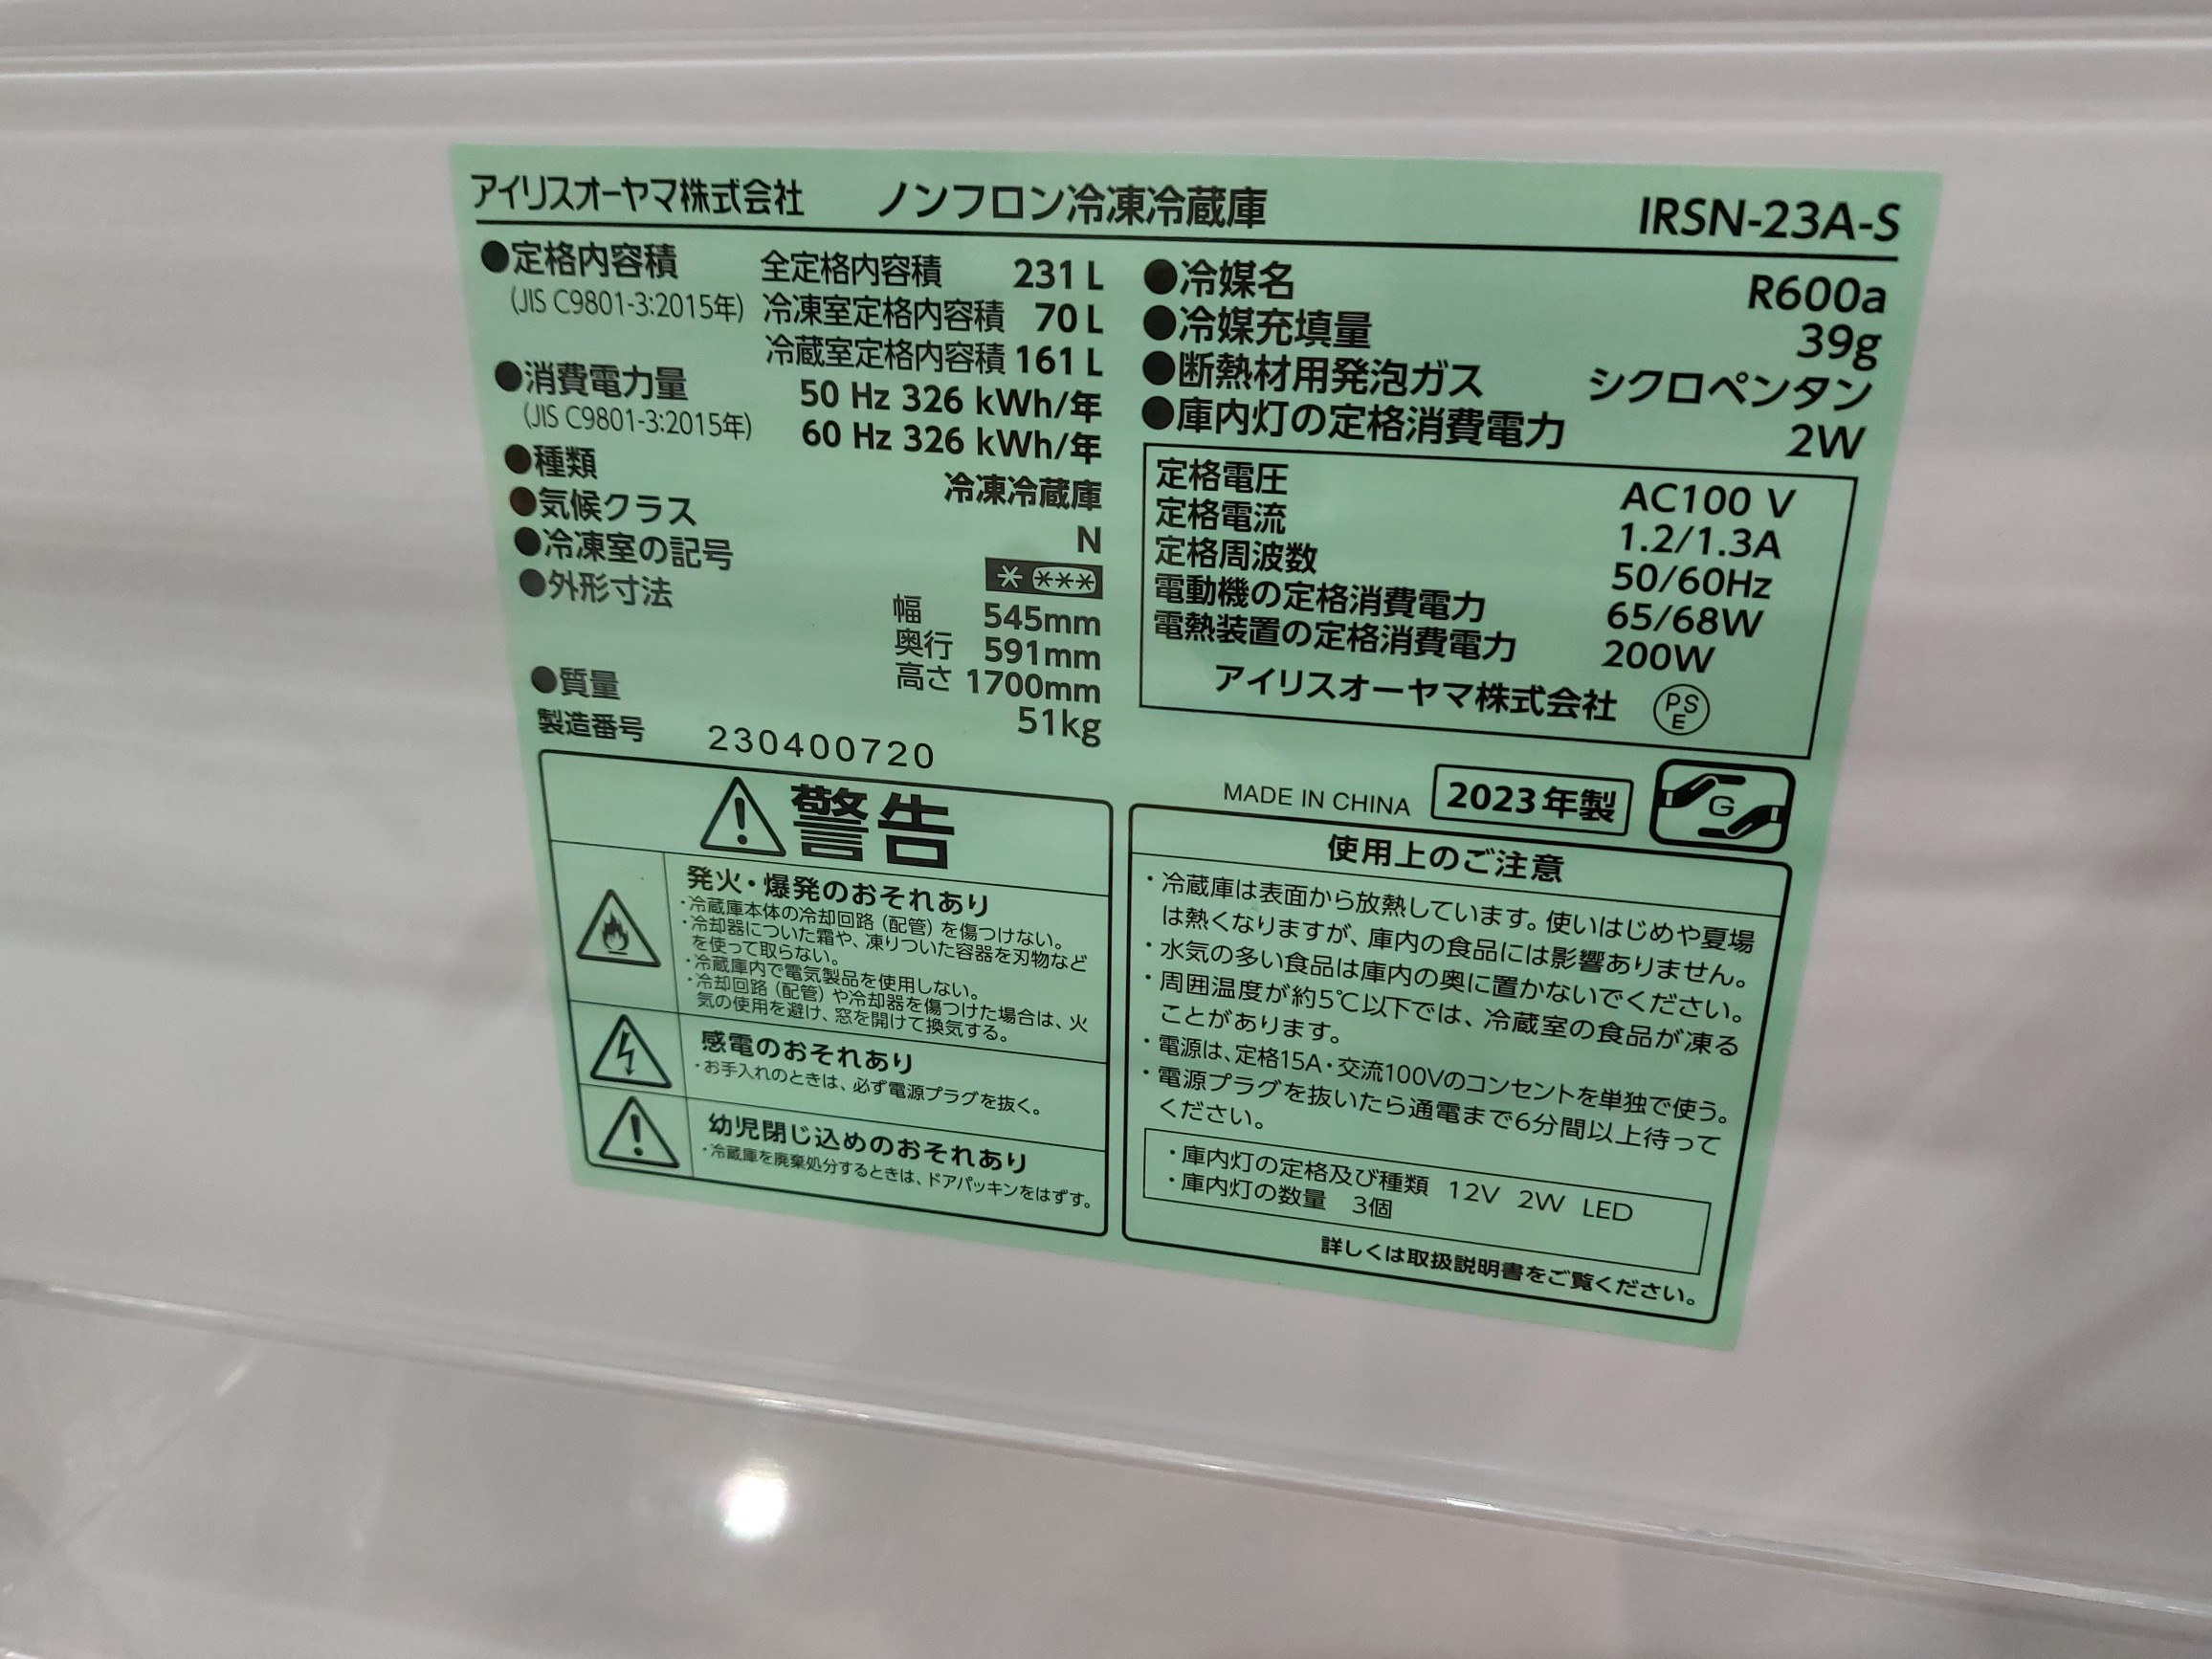 アイリスオーヤマ株式会社 ノンフロン冷凍冷蔵庫 IRSN-23A-S
●定格内容積 全定格内容積 231 L
(JIS C9801-3:2015年) 冷凍室定格内容積 70 L
冷蔵室定格内容積 161 L
●消費電力量 50 Hz 326 kWh/年
(JIS C9801-3:2015年) 60 Hz 326 kWh/年
●種類 冷凍冷蔵庫
●気候クラス N
●冷凍室の記号 * ***
●外形寸法 幅 545mm
奥行 591mm
高さ 1700mm
●質量 51kg
製造番号 230400720
●冷媒名 R600a
●冷媒充填量 39g
●断熱材用発泡ガス シクロペンタン
●庫内灯の定格消費電力 2W
定格電圧 AC100 V
定格電流 1.2/1.3A
定格周波数 50/60Hz
電動機の定格消費電力 65/68W
電熱装置の定格消費電力 200W
アイリスオーヤマ株式会社 PS E
MADE IN CHINA 2023年製 G
警告
発火・爆発のおそれあり
・冷蔵庫本体の冷却回路(配管)を傷つけない。
・冷却器についた霜や、凍りついた容器を刃物など
を使って取らない。
・冷蔵庫内で電気製品を使用しない。
・冷却回路(配管)や冷却器を傷つけた場合は、火
気の使用を避け、窓を開けて換気する。
感電のおそれあり
・お手入れのときは、必ず電源プラグを抜く。
幼児閉じ込めのおそれあり
・冷蔵庫を廃棄処分するときは、ドアパッキンをはずす。
使用上のご注意
・冷蔵庫は表面から放熱しています。使いはじめや夏場
は熱くなりますが、庫内の食品には影響ありません。
・水気の多い食品は庫内の奥に置かないでください。
・周囲温度が約5℃以下では、冷蔵室の食品が凍る
ことがあります。
・電源は、定格15A・交流100Vのコンセントを単独で使う。
・電源プラグを抜いたら通電まで6分間以上待って
ください。
・庫内灯の定格及び種類 12V 2W LED
・庫内灯の数量 3個
詳しくは取扱説明書をご覧ください。